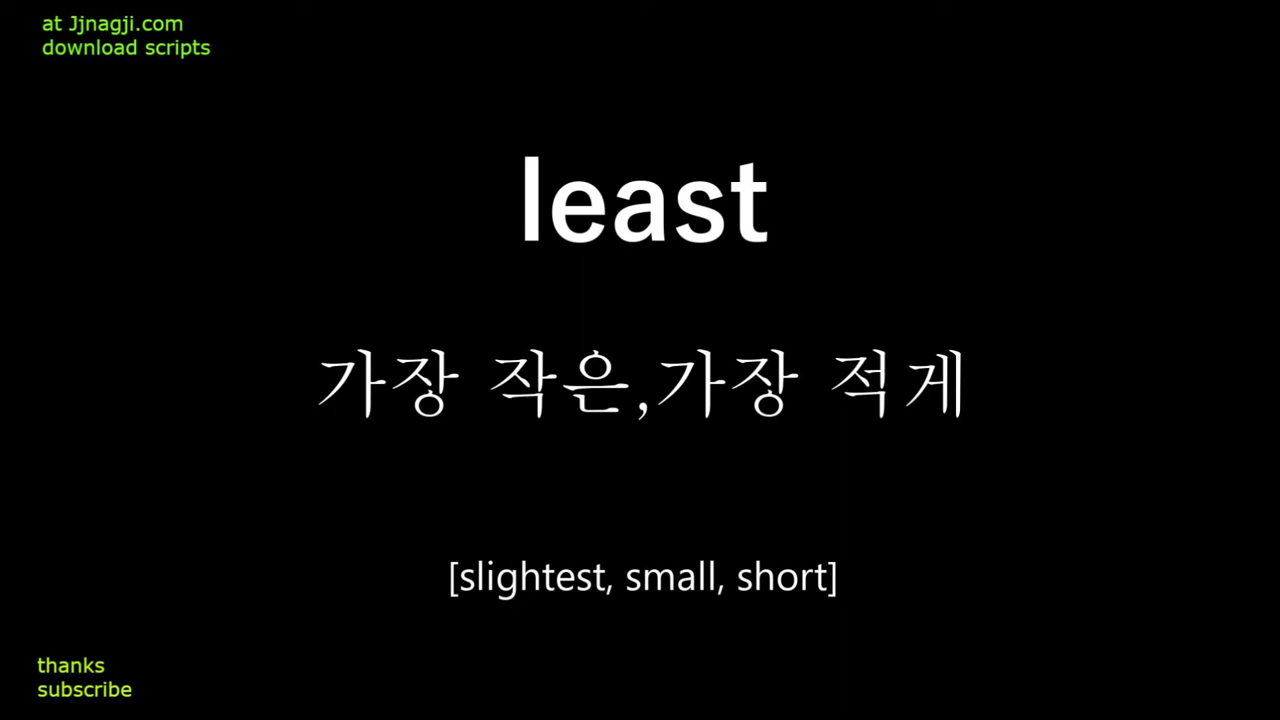 at Jjnagji.com
download scripts
least
가장 작은,가장 적게
[slightest, small, short]
thanks
subscribe